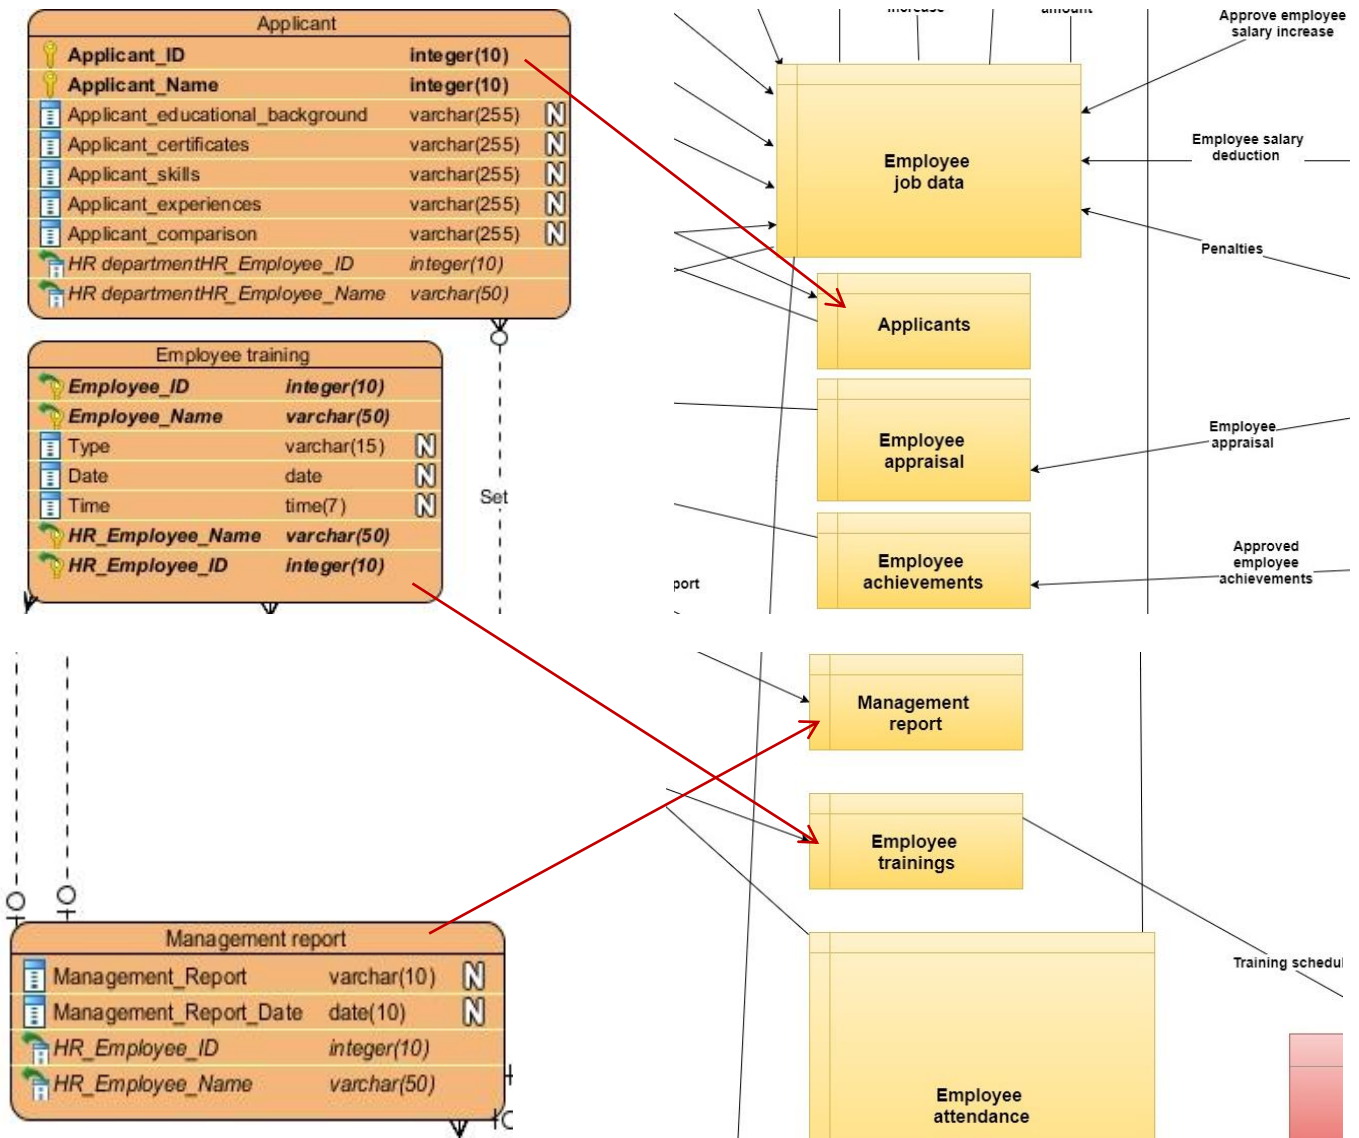 Applicant
Applicant_ID integer(10)
Applicant_Name integer(10)
Applicant_educational_background varchar(255) N
Applicant_certificates varchar(255) N
Applicant_skills varchar(255) N
Applicant_experiences varchar(255) N
Applicant_comparison varchar(255) N
HR departmentHR_Employee_ID integer(10)
HR departmentHR_Employee_Name varchar(50)
Employee training
Employee_ID integer(10)
Employee_Name varchar(50)
Type varchar(15) N
Date date N
Time time(7) N
HR_Employee_Name varchar(50)
HR_Employee_ID integer(10)
Set
Management report
Management_Report varchar(10) N
Management_Report_Date date(10) N
HR_Employee_ID integer(10)
HR_Employee_Name varchar(50)
increase
amount
Approve employee
salary increase
Employee
job data
Employee salary
deduction
Penalties
Applicants
Employee
appraisal
Employee
appraisal
Employee
achievements
Approved
employee
achievements
port
Management
report
Employee
trainings
Training schedul
Employee
attendance